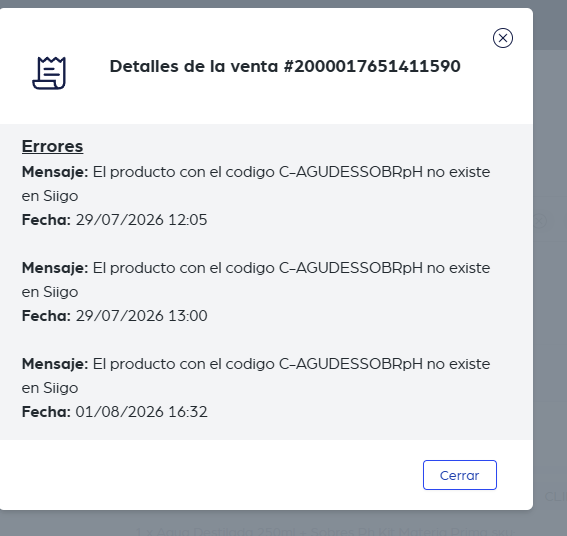 Detalles de la venta #2000017651411590
Errores
Mensaje: El producto con el codigo C-AGUDESSOBRpH no existe
en Siigo
Fecha: 29/07/2026 12:05
Mensaje: El producto con el codigo C-AGUDESSOBRpH no existe
en Siigo
Fecha: 29/07/2026 13:00
Mensaje: El producto con el codigo C-AGUDESSOBRpH no existe
en Siigo
Fecha: 01/08/2026 16:32
Cerrar